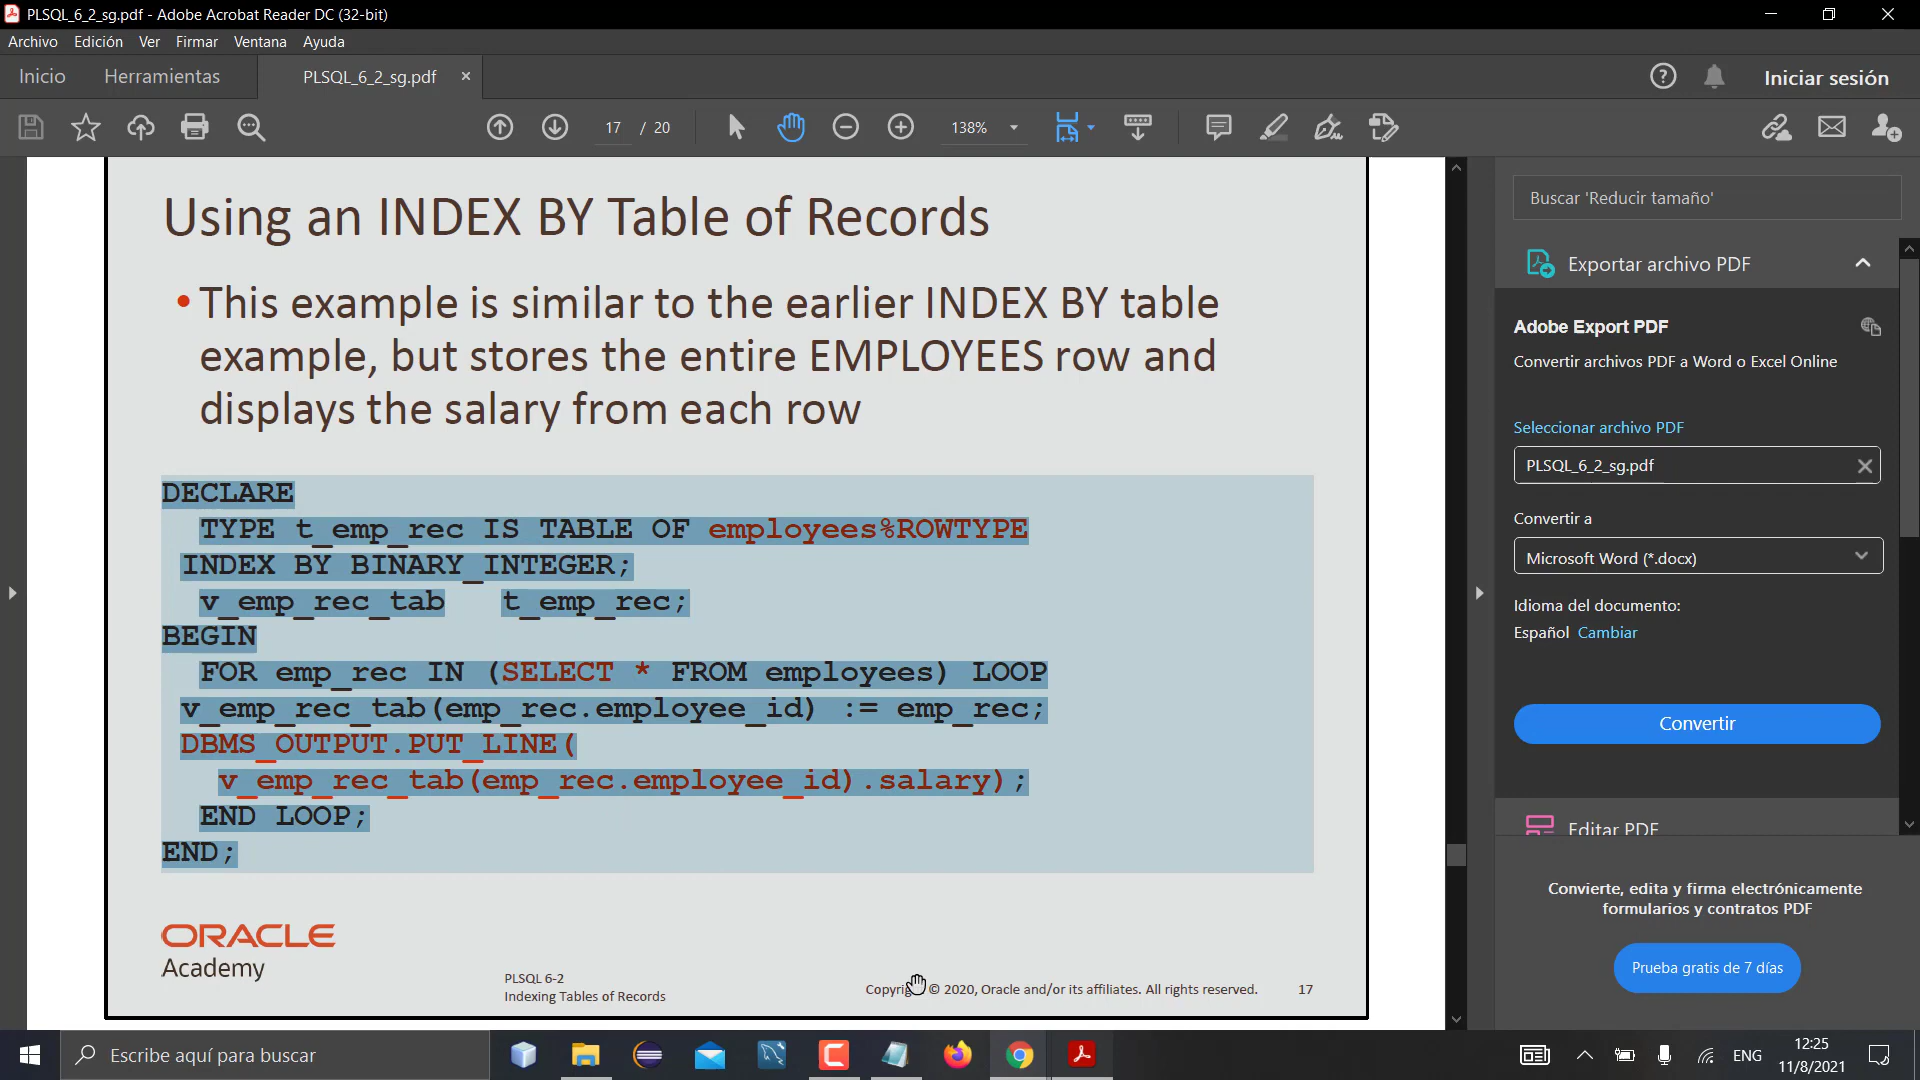 PLSQL_6_2_sg.pdf - Adobe Acrobat Reader DC (32-bit)
Archivo Edición Ver Firmar Ventana Ayuda
Inicio Herramientas PLSQL_6_2_sg.pdf × Iniciar sesión
17 / 20 138%
Using an INDEX BY Table of Records
• This example is similar to the earlier INDEX BY table
example, but stores the entire EMPLOYEES row and
displays the salary from each row
DECLARE
TYPE t_emp_rec IS TABLE OF employees%ROWTYPE
INDEX BY BINARY_INTEGER;
v_emp_rec_tab t_emp_rec;
BEGIN
FOR emp_rec IN (SELECT * FROM employees) LOOP
v_emp_rec_tab(emp_rec.employee_id) := emp_rec;
DBMS_OUTPUT.PUT_LINE(
v_emp_rec_tab(emp_rec.employee_id).salary);
END LOOP;
END;
ORACLE
Academy
PLSQL 6-2
Indexing Tables of Records
© 2020, Oracle and/or its affiliates. All rights reserved.
17
Buscar 'Reducir tamaño'
Exportar archivo PDF
Adobe Export PDF
Convertir archivos PDF a Word o Excel Online
Seleccionar archivo PDF
PLSQL_6_2_sg.pdf
Convertir a
Microsoft Word (*.docx)
Idioma del documento:
Español Cambiar
Convertir
Editar PDF
Convierte, edita y firma electrónicamente
formularios y contratos PDF
Prueba gratis de 7 días
Escribe aquí para buscar
ENG
12:25
11/8/2021